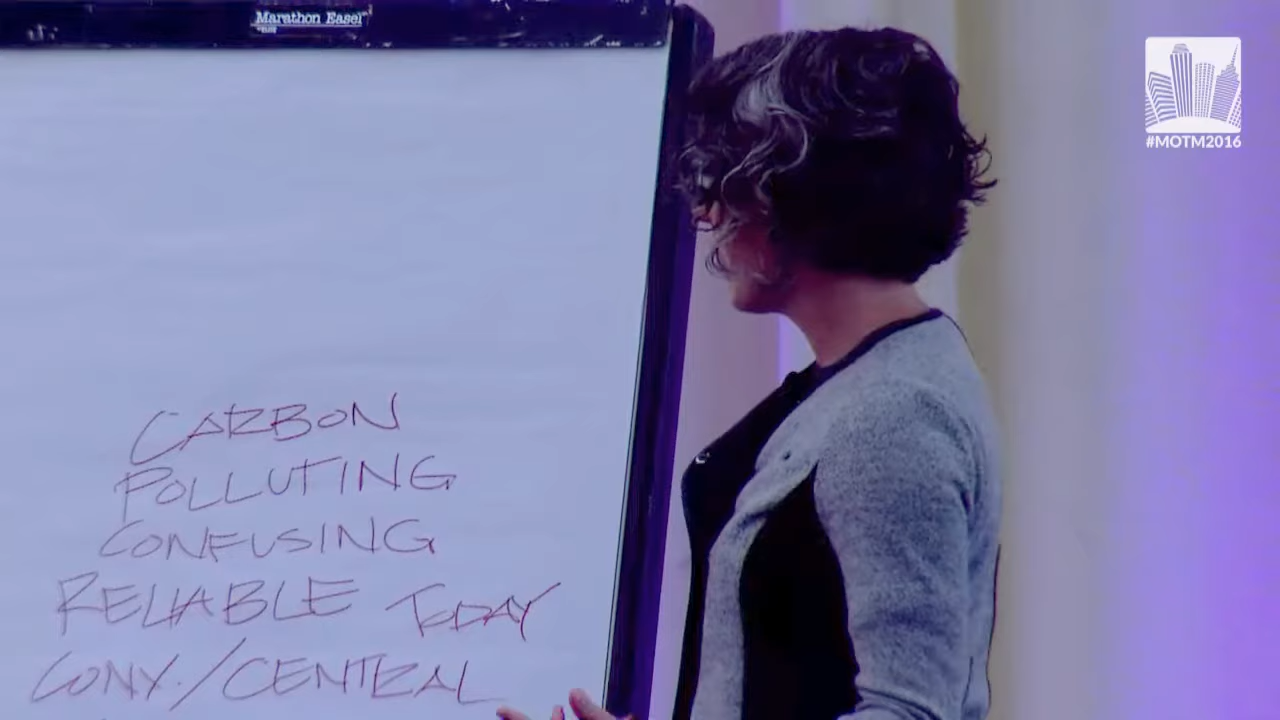 Marathon Easel
#MOTM2016
CARBON
POLLUTING
CONFUSING
RELIABLE TODAY
CONV./CENTRAL